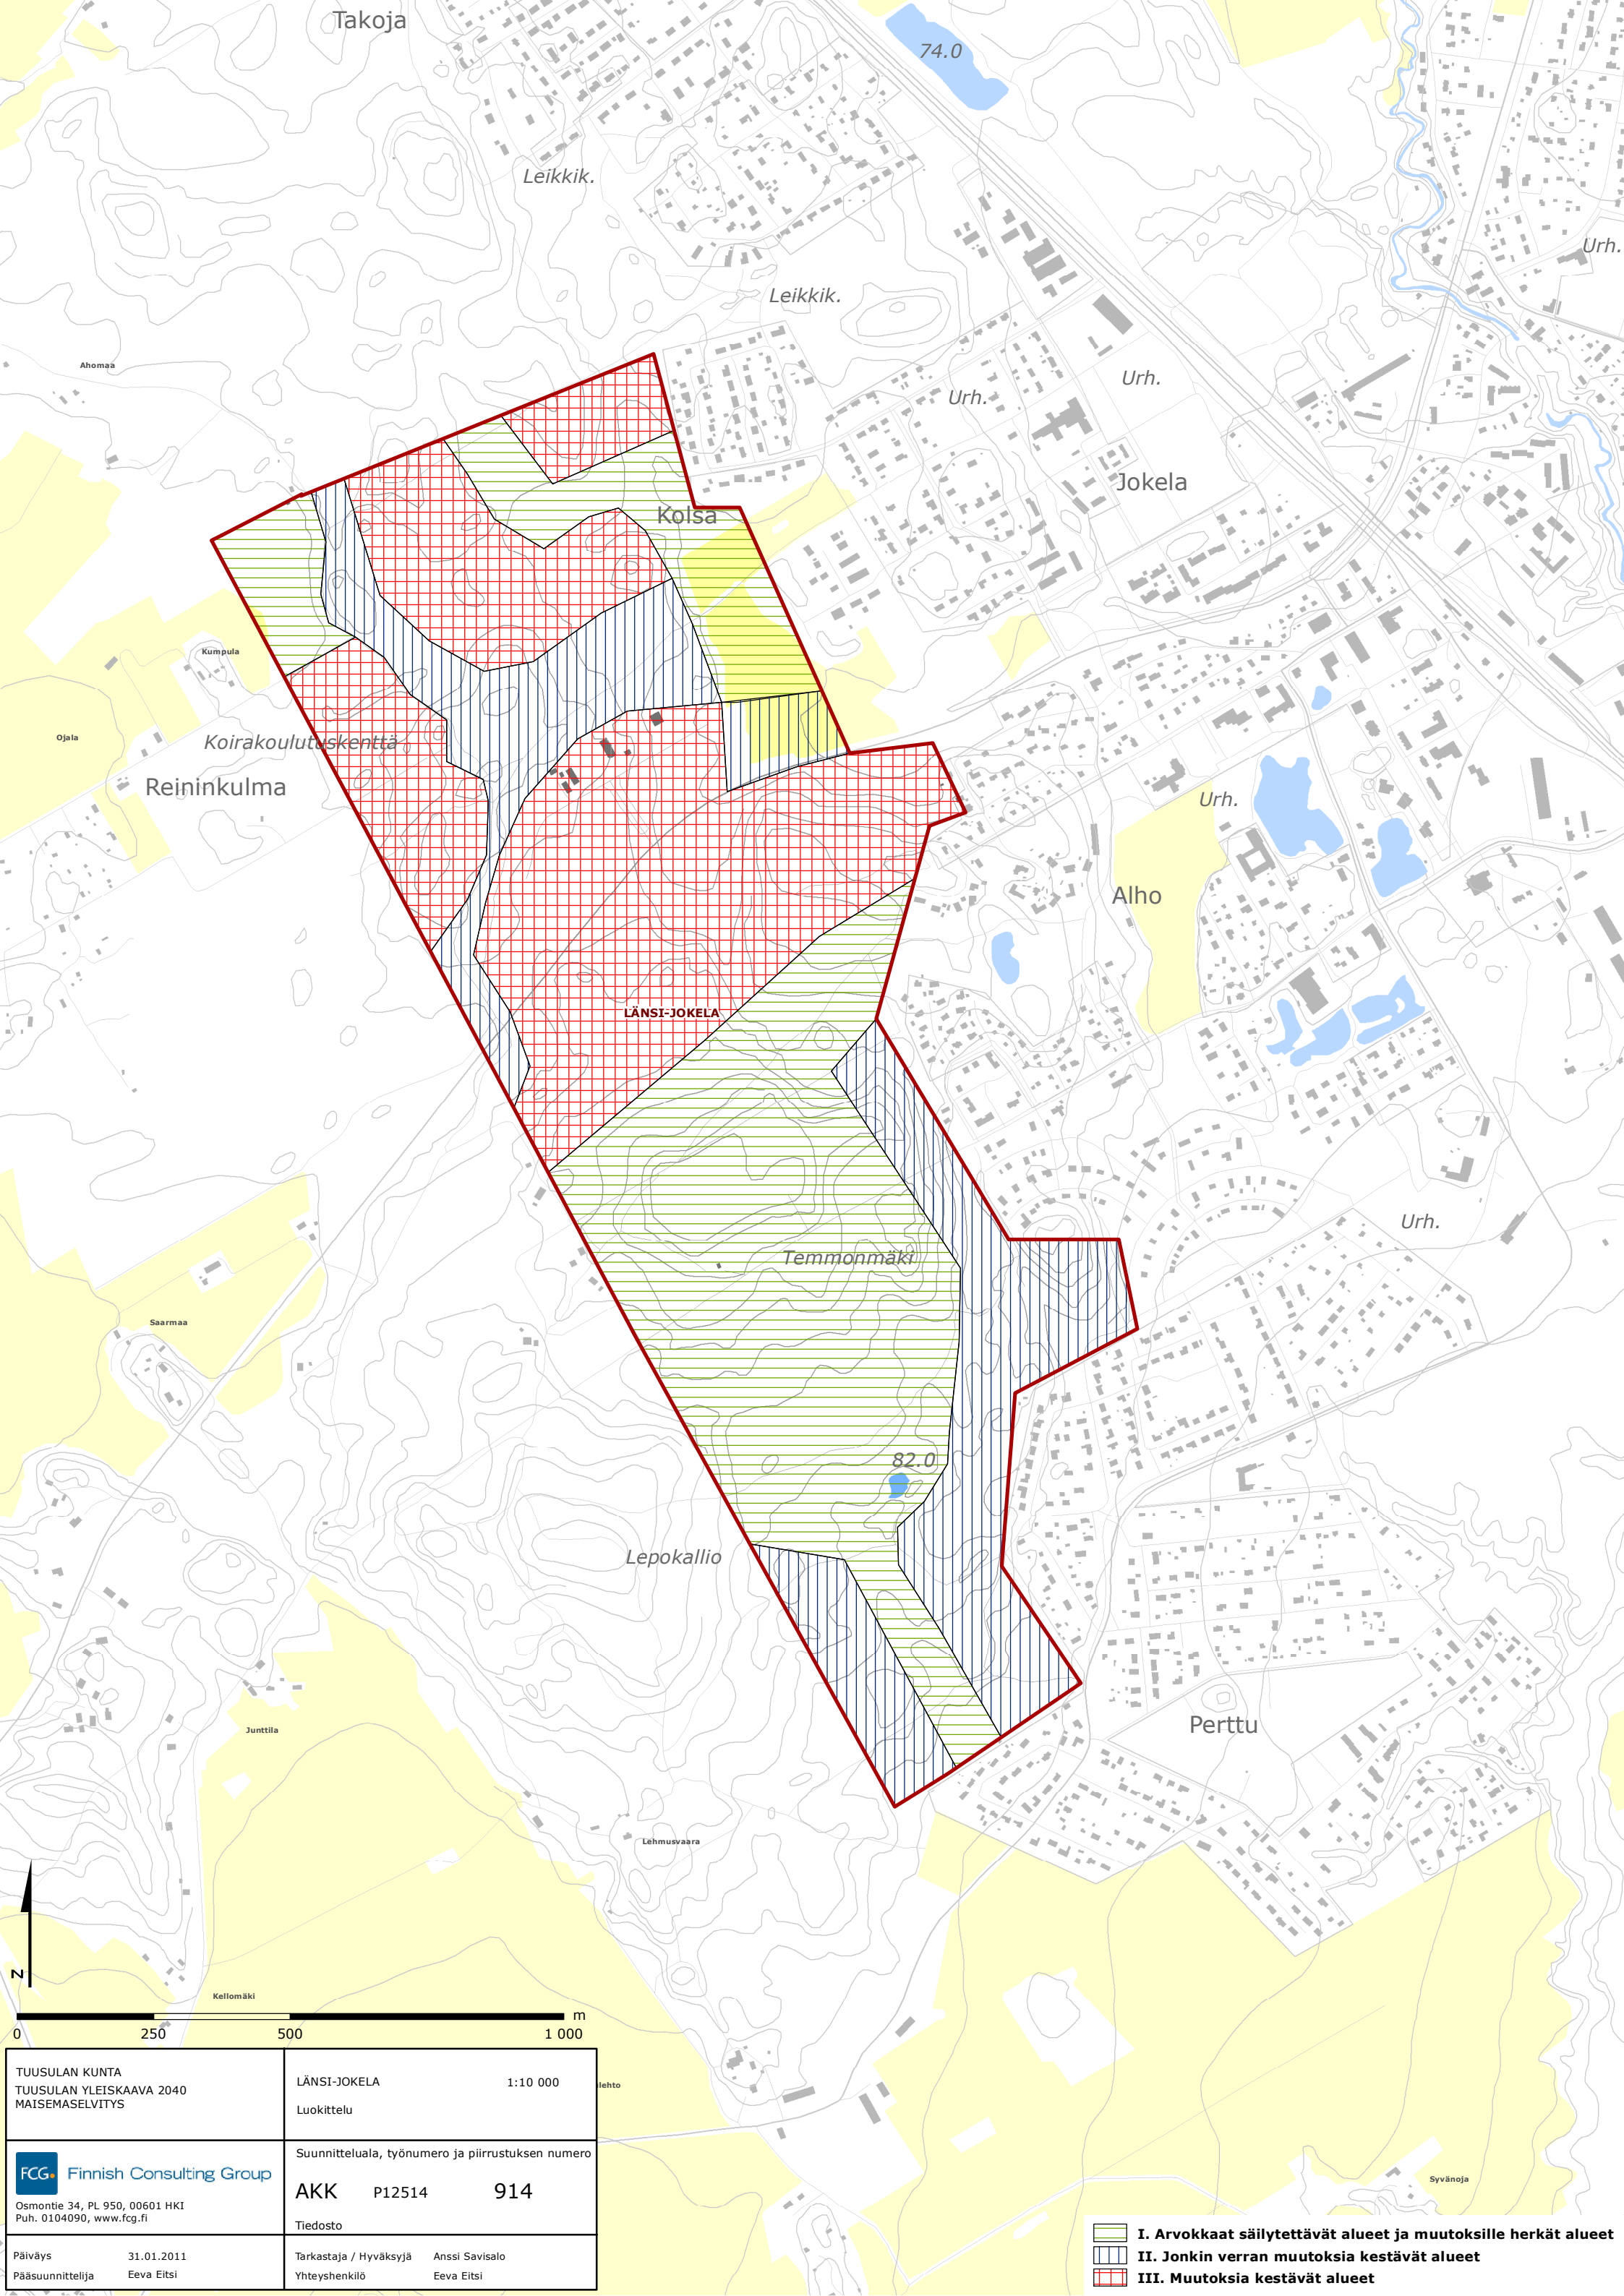 Takoja
74.0
Leikkik.
Urh.
Leikkik.
Ahomaa
Urh.
Urh.
Jokela
Kolsa
Kumpula
Ojala
Koirakoulutuskenttä
Reininkulma
Urh.
Alho
LÄNSI-JOKELA
Urh.
Temmonmäki
Saarmaa
82.0
Lepokallio
Perttu
Junttila
Lehmusvaara
N
Kellomäki
m
0 250 500 1 000
TUUSULAN KUNTA
TUUSULAN YLEISKAAVA 2040
MAISEMASELVITYS
LÄNSI-JOKELA 1:10 000
Luokittelu
FCG. Finnish Consulting Group
Osmontie 34, PL 950, 00601 HKI
Puh. 0104090, www.fcg.fi
Suunnitteluala, työnumero ja piirrustuksen numero
AKK P12514 914
Tiedosto
Päiväys 31.01.2011
Pääsuunnittelija Eeva Eitsi
Tarkastaja / Hyväksyjä Anssi Savisalo
Yhteyshenkilö Eeva Eitsi
Syvänoja
I. Arvokkaat säilytettävät alueet ja muutoksille herkät alueet
II. Jonkin verran muutoksia kestävät alueet
III. Muutoksia kestävät alueet